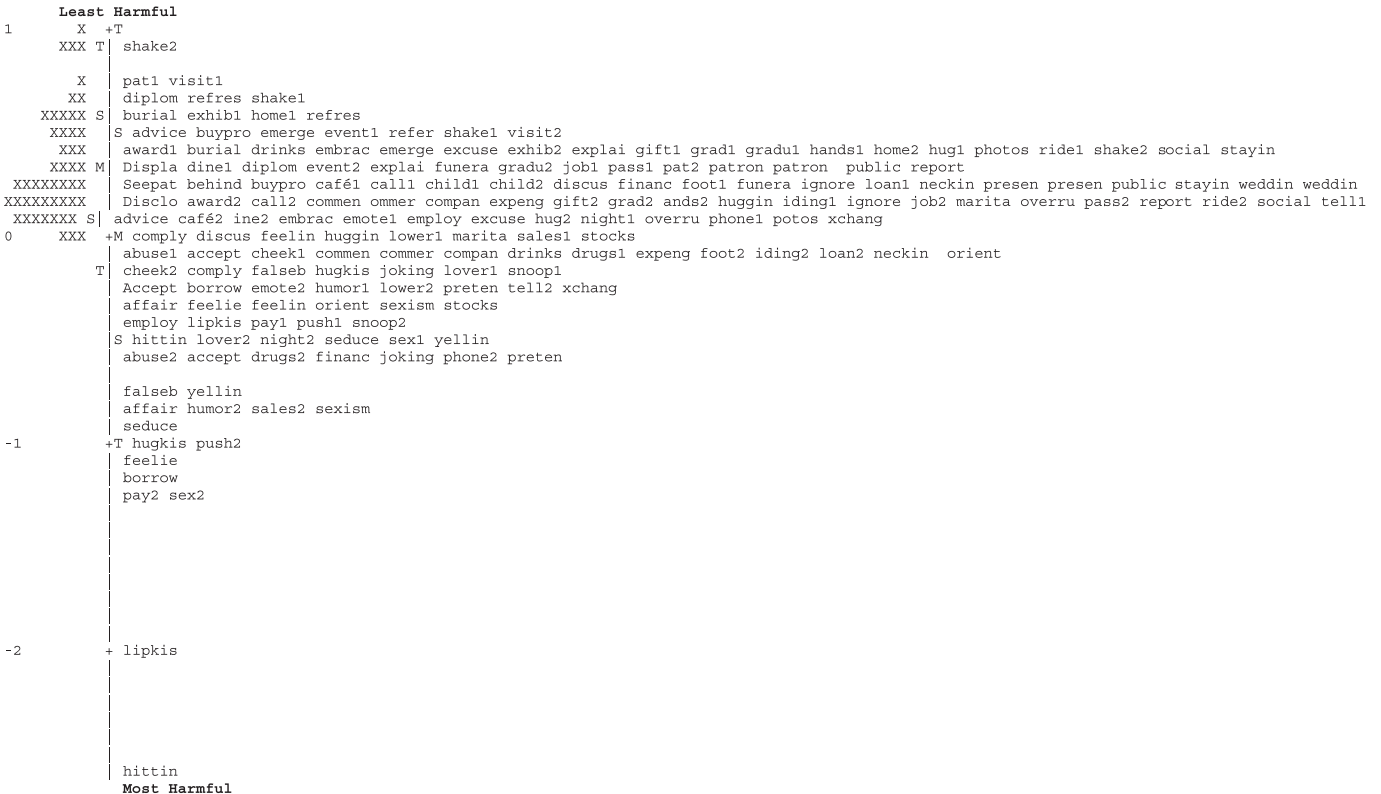 Least Harmful
1 X +T
XXX T| shake2
|
X | pat1 visit1
XX | diplom refres shake1
XXXXX S| burial exhib1 home1 refres
XXXX |S advice buypro emerge event1 refer shake1 visit2
XXX | award1 burial drinks embrac emerge excuse exhib2 explai gift1 grad1 gradu1 hands1 home2 hug1 photos ride1 shake2 social stayin
XXXX M| Displa dine1 diplom event2 explai funera gradu2 job1 pass1 pat2 patron patron public report
XXXXXXXX | Seepat behind buypro café1 call1 child1 child2 discus financ foot1 funera ignore loan1 neckin presen presen public stayin weddin weddin
XXXXXXXXX | Disclo award2 call2 commen ommer compan expeng gift2 grad2 ands2 huggin iding1 ignore job2 marita overru pass2 report ride2 social tell1
XXXXXXX S| advice café2 ine2 embrac emote1 employ excuse hug2 night1 overru phone1 potos xchang
0 XXX +M comply discus feelin huggin lower1 marita sales1 stocks
| abuse1 accept cheek1 commen commer compan drinks drugs1 expeng foot2 iding2 loan2 neckin orient
T| cheek2 comply falseb hugkis joking lover1 snoop1
| Accept borrow emote2 humor1 lower2 preten tell2 xchang
| affair feelie feelin orient sexism stocks
| employ lipkis pay1 push1 snoop2
|S hittin lover2 night2 seduce sex1 yellin
| abuse2 accept drugs2 financ joking phone2 preten
|
| falseb yellin
| affair humor2 sales2 sexism
| seduce
-1 +T hugkis push2
| feelie
| borrow
| pay2 sex2
|
|
|
|
|
|
|
|
-2 + lipkis
|
|
|
|
|
|
| hittin
Most Harmful